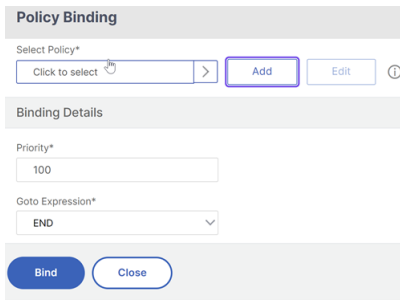 Policy Binding
Select Policy*
Click to select
Add
Edit
Binding Details
Priority*
100
Goto Expression*
END
Bind
Close